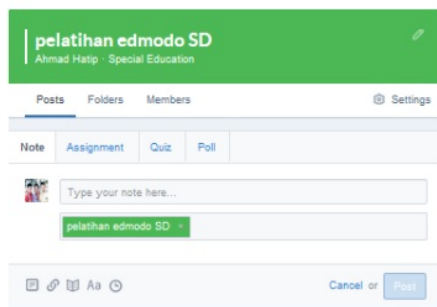 pelatihan edmodo SD
Ahmad Hatip · Special Education
Posts Folders Members Settings
Note Assignment Quiz Poll
Type your note here...
pelatihan edmodo SD ×
Aa Cancel or Post